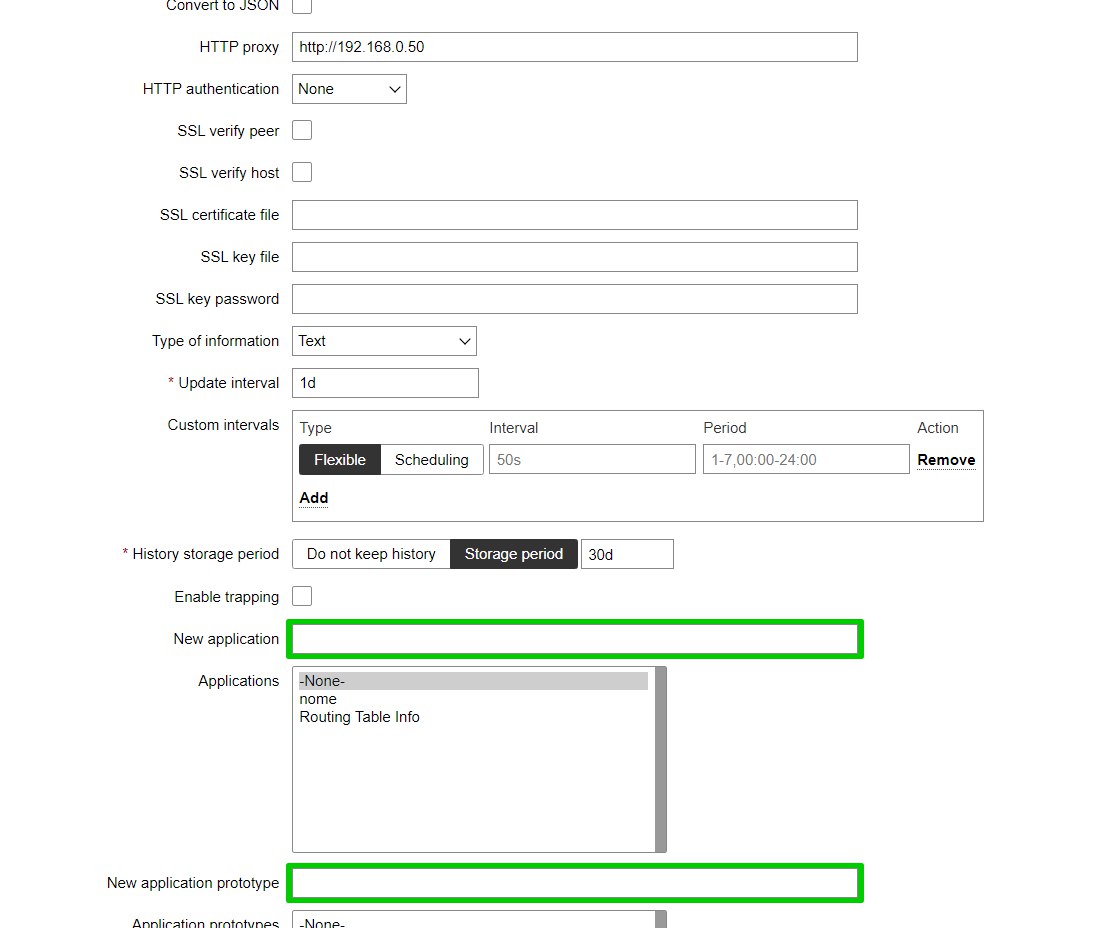 Convert to JSON
HTTP proxy http://192.168.0.50
HTTP authentication None
SSL verify peer
SSL verify host
SSL certificate file
SSL key file
SSL key password
Type of information Text
* Update interval 1d
Custom intervals Type Interval Period Action
Flexible Scheduling 50s 1-7,00:00-24:00 Remove
Add
* History storage period Do not keep history Storage period 30d
Enable trapping
New application
Applications -None-
nome
Routing Table Info
New application prototype
Application prototypes -None-